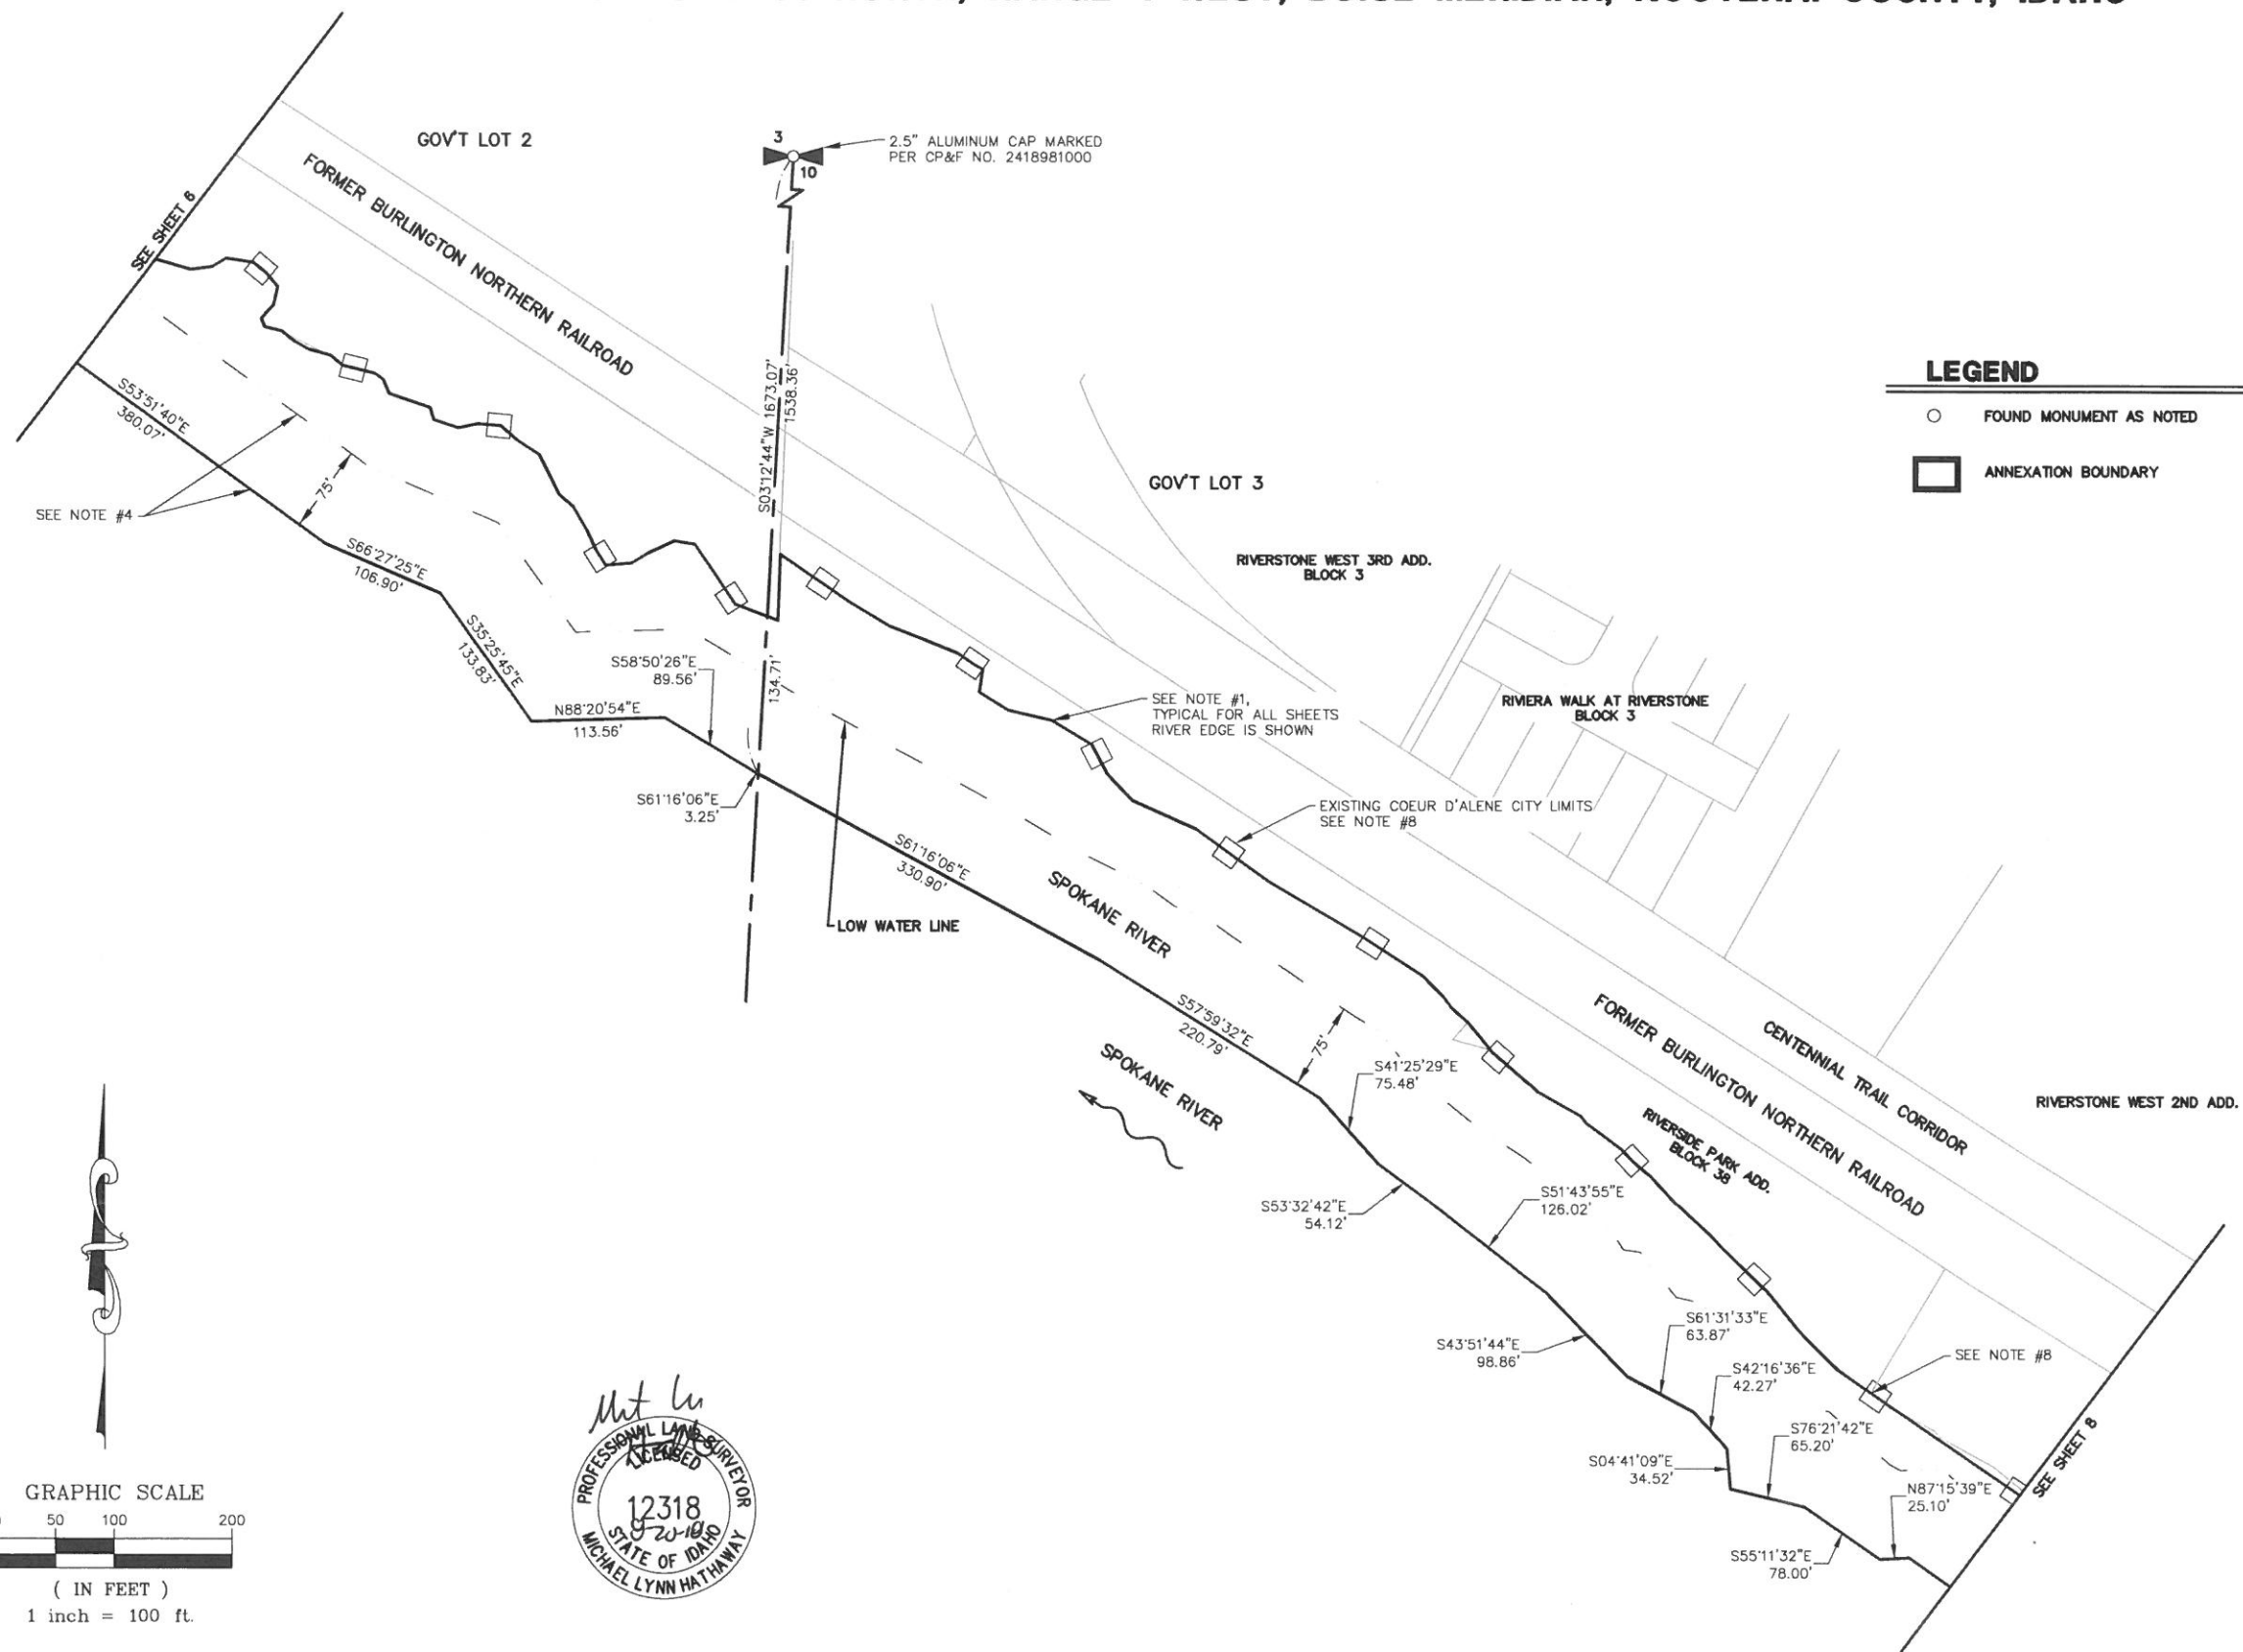 GOV'T LOT 2
3
10
2.5" ALUMINUM CAP MARKED
PER CP&F NO. 2418981000
FORMER BURLINGTON NORTHERN RAILROAD
SEE SHEET 6
S03°12'44"W 1673.07'
1538.36'
LEGEND
FOUND MONUMENT AS NOTED
ANNEXATION BOUNDARY
S53°51'40"E
380.07'
75'
SEE NOTE #4
GOV'T LOT 3
RIVERSTONE WEST 3RD ADD.
BLOCK 3
S66°27'25"E
106.90'
S35°25'45"E
133.83'
N88°20'54"E
113.56'
S58°50'26"E
89.56'
134.71'
S61°16'06"E
3.25'
SEE NOTE #1,
TYPICAL FOR ALL SHEETS
RIVER EDGE IS SHOWN
RIVIERA WALK AT RIVERSTONE
BLOCK 3
EXISTING COEUR D'ALENE CITY LIMITS
SEE NOTE #8
S61°16'06"E
330.90'
LOW WATER LINE
SPOKANE RIVER
S57°59'32"E
220.79'
75'
SPOKANE RIVER
S41°25'29"E
75.48'
CENTENNIAL TRAIL CORRIDOR
FORMER BURLINGTON NORTHERN RAILROAD
RIVERSTONE WEST 2ND ADD.
RIVERSIDE PARK ADD.
BLOCK 38
S53°32'42"E
54.12'
S51°43'55"E
126.02'
S43°51'44"E
98.86'
S61°31'33"E
63.87'
S42°16'36"E
42.27'
SEE NOTE #8
S76°21'42"E
65.20'
S04°41'09"E
34.52'
N87°15'39"E
25.10'
S55°11'32"E
78.00'
SEE SHEET 8
GRAPHIC SCALE
50 100 200
( IN FEET )
1 inch = 100 ft.
PROFESSIONAL LAND SURVEYOR
LICENSED
12318
STATE OF IDAHO
MICHAEL LYNN HATHAWAY